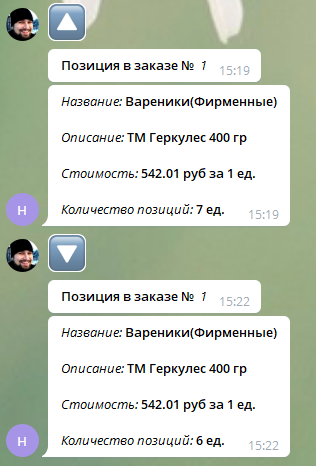 Позиция в заказе № 1
15:19
Название: Вареники(Фирменные)
Описание: ТМ Геркулес 400 гр
Стоимость: 542.01 руб за 1 ед.
Количество позиций: 7 ед.
Н
15:19
Позиция в заказе № 1
15:22
Название: Вареники(Фирменные)
Описание: ТМ Геркулес 400 гр
Стоимость: 542.01 руб за 1 ед.
Количество позиций: 6 ед.
Н
15:22